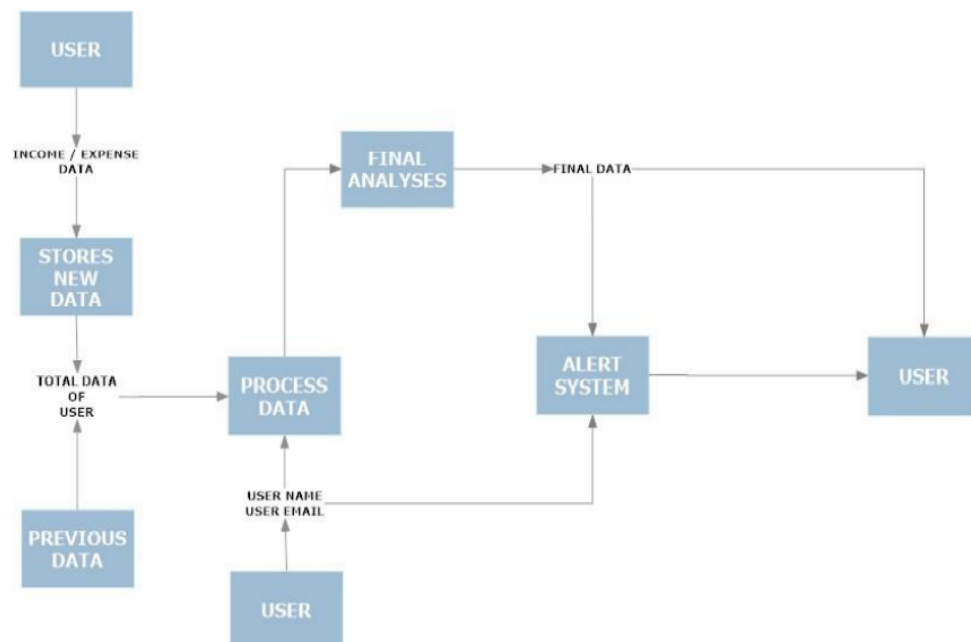 USER
INCOME / EXPENSE
DATA
STORES
NEW
DATA
TOTAL DATA
OF
USER
PREVIOUS
DATA
PROCESS
DATA
USER NAME
USER EMAIL
USER
FINAL
ANALYSES
FINAL DATA
ALERT
SYSTEM
USER